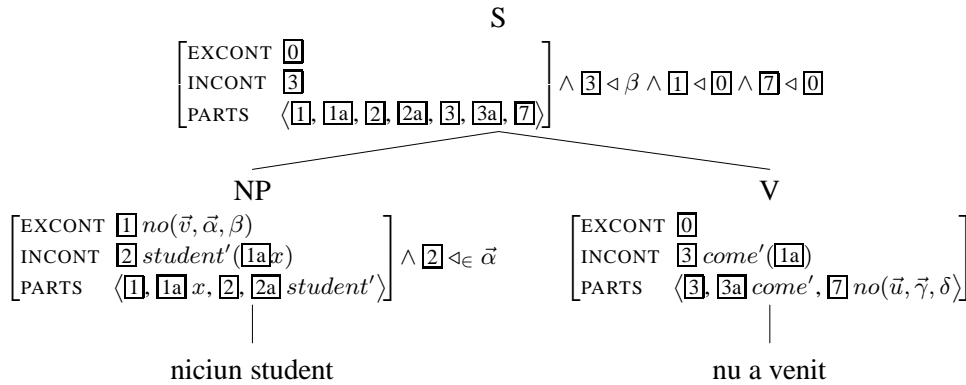 S
EXCONT 0
INCONT 3 ∧ 3 ◁ β ∧ 1 ◁ 0 ∧ 7 ◁ 0
PARTS ⟨1, 1a, 2, 2a, 3, 3a, 7⟩
NP V
EXCONT 1 no(v⃗, α⃗, β) EXCONT 0
INCONT 2 student′(1a x) ∧ 2 ◁∈ α⃗ INCONT 3 come′(1a)
PARTS ⟨1, 1a x, 2, 2a student′⟩ PARTS ⟨3, 3a come′, 7 no(u⃗, γ⃗, δ⟩
niciun student nu a venit